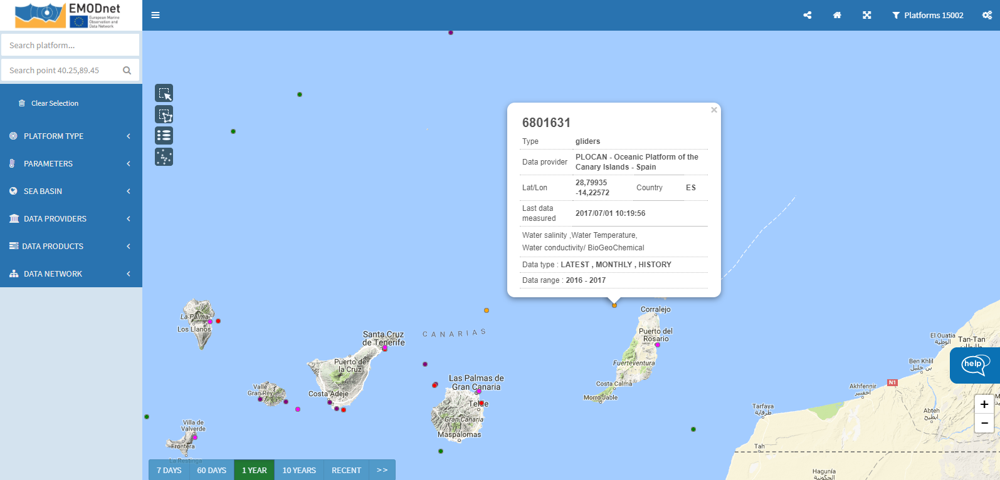 EMODnet
European Marine
Observation and
Data Network
Platforms 15002
Search platform...
Search point 40.25,89.45
Clear Selection
PLATFORM TYPE
PARAMETERS
SEA BASIN
DATA PROVIDERS
DATA PRODUCTS
DATA NETWORK
×
6801631
Type gliders
Data provider PLOCAN - Oceanic Platform of the
Canary Islands - Spain
Lat/Lon 28,79935
-14,22572 Country ES
Last data
measured 2017/07/01 10:19:56
Water salinity ,Water Temperature,
Water conductivity/ BioGeoChemical
Data type : LATEST , MONTHLY , HISTORY
Data range : 2016 - 2017
Corralejo
La Palma
Los Llanos
CANARIAS
Santa Cruz
de Tenerife
Puerto del
Rosario
El Ouatia
الوطية
Tan-Tan
طانطان
Puerto de
la Cruz
Fuerteventura
Ben Khlil
بن خليل
help
Las Palmas de
Gran Canaria
Valle
Gran Rey
Costa Adeje
Costa Calma
Morro Jable
Akhfennir
أخفنير
N1
Telde
Gran Canaria
Maspalomas
Tarfaya
طرفاية
Abteh
ابطيح
+
−
Villa de
Valverde
Frontera
La Restinga
Tah
طاح
Hagunía
الحكونية
7 DAYS
60 DAYS
1 YEAR
10 YEARS
RECENT
>>